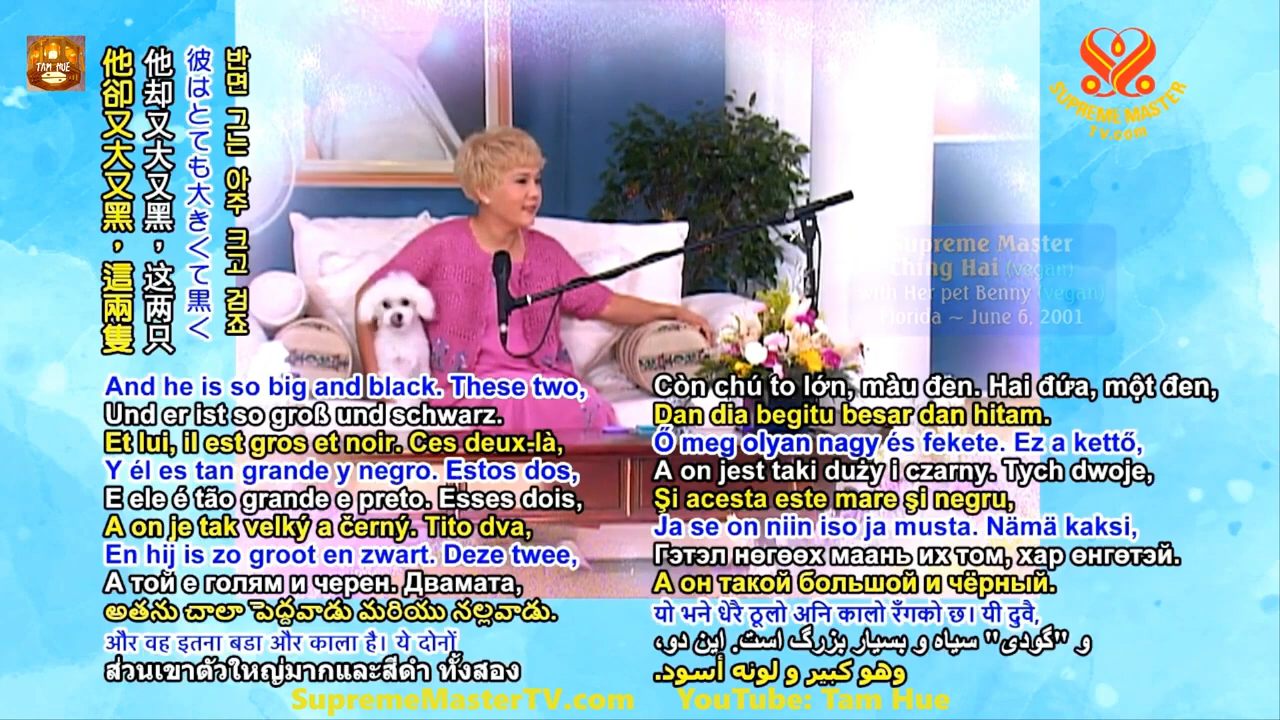 TAM HUE
SUPREME MASTER
TV.com
반면 그는 아주 크고 검죠
彼はとても大きくて黒く
他却又大又黑，这两只
他卻又大又黑，這兩隻
Supreme Master
Ching Hai (vegan)
with Her pet Benny (vegan)
Florida ~ June 6, 2001
And he is so big and black. These two,
Und er ist so groß und schwarz.
Et lui, il est gros et noir. Ces deux-là,
Y él es tan grande y negro. Estos dos,
E ele é tão grande e preto. Esses dois,
A on je tak velký a černý. Tito dva,
En hij is zo groot en zwart. Deze twee,
А той е голям и черен. Двамата,
అతను చాలా పెద్దవాడు మరియు నల్లవాడు.
और वह इतना बडा और काला है। ये दोनों
ส่วนเขาตัวใหญ่มากและสีดำ ทั้งสอง
Còn chú to lớn, màu đen. Hai đứa, một đen,
Dan dia begitu besar dan hitam.
Ő meg olyan nagy és fekete. Ez a kettő,
A on jest taki duży i czarny. Tych dwoje,
Şi acesta este mare şi negru,
Ja se on niin iso ja musta. Nämä kaksi,
Гэтэл нөгөөх маань их том, хар өнгөтэй.
А он такой большой и чёрный.
यो भने धेरै ठूलो अनि कालो रँगको छ। यी दुवै,
و "گودی" سیاه و بسیار بزرگ است. این دو،
وهو كبير و لونه أسود.
SupremeMasterTV.com
YouTube: Tam Hue